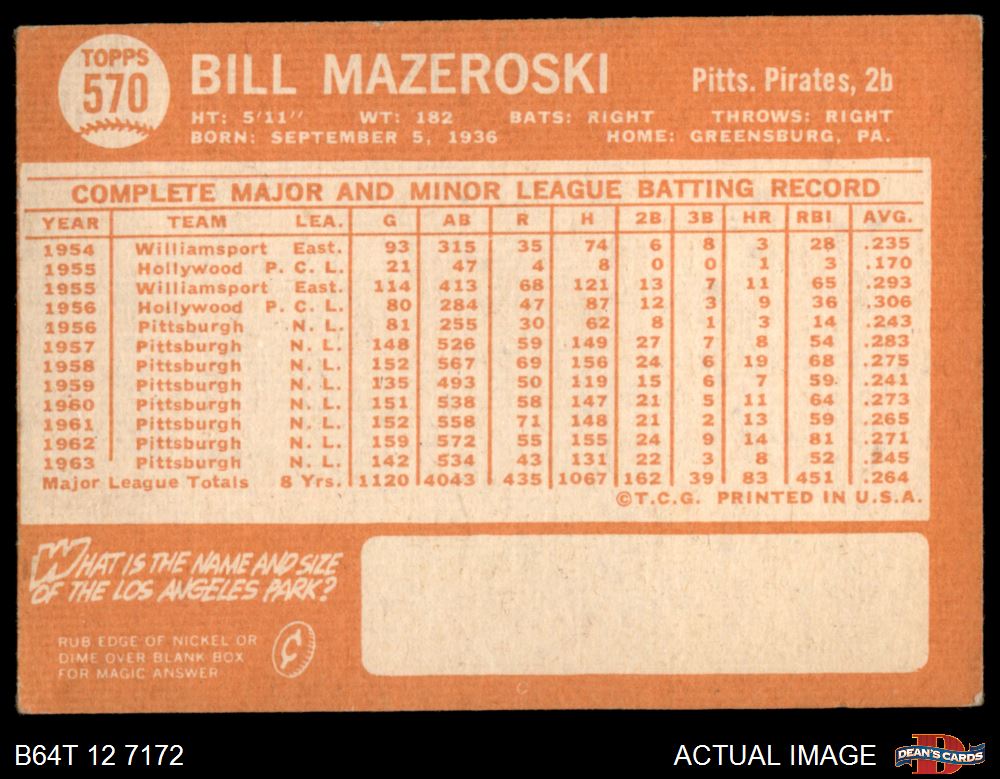 TOPPS
570
BILL MAZEROSKI
Pitts. Pirates, 2b
HT: 5'11'' WT: 182 BATS: RIGHT THROWS: RIGHT
BORN: SEPTEMBER 5, 1936 HOME: GREENSBURG, PA.
COMPLETE MAJOR AND MINOR LEAGUE BATTING RECORD
YEAR TEAM LEA. G AB R H 2B 3B HR RBI AVG.
1954 Williamsport East. 93 315 35 74 6 8 3 28 .235
1955 Hollywood P. C. L. 21 47 4 8 0 0 1 3 .170
1955 Williamsport East. 114 413 68 121 13 7 11 65 .293
1956 Hollywood P. C. L. 80 284 47 87 12 3 9 36 .306
1956 Pittsburgh N. L. 81 255 30 62 8 1 3 14 .243
1957 Pittsburgh N. L. 148 526 59 149 27 7 8 54 .283
1958 Pittsburgh N. L. 152 567 69 156 24 6 19 68 .275
1959 Pittsburgh N. L. 135 493 50 119 15 6 7 59 .241
1960 Pittsburgh N. L. 151 538 58 147 21 5 11 64 .273
1961 Pittsburgh N. L. 152 558 71 148 21 2 13 59 .265
1962 Pittsburgh N. L. 159 572 55 155 24 9 14 81 .271
1963 Pittsburgh N. L. 142 534 43 131 22 3 8 52 .245
Major League Totals 8 Yrs. 1120 4043 435 1067 162 39 83 451 .264
©T.C.G. PRINTED IN U.S.A.
WHAT IS THE NAME AND SIZE
OF THE LOS ANGELES PARK?
RUB EDGE OF NICKEL OR
DIME OVER BLANK BOX
FOR MAGIC ANSWER
¢
B64T 12 7172
ACTUAL IMAGE
DEAN'S CARDS